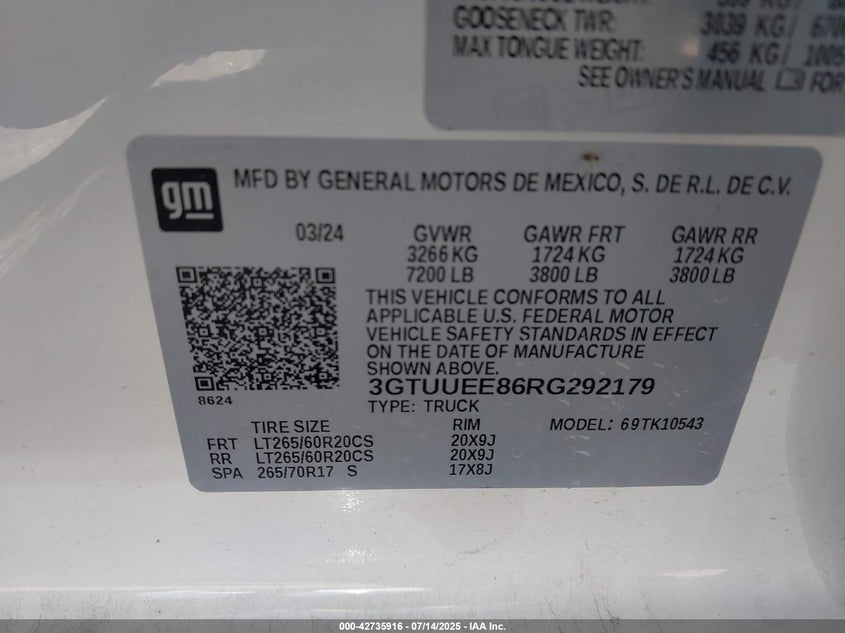 GOOSENECK TWR: 3039 KG/ 670
MAX TONGUE WEIGHT: 456 KG/ 1005
SEE OWNER'S MANUAL FOR
gm
MFD BY GENERAL MOTORS DE MEXICO, S. DE R.L. DE C.V.
03/24 GVWR GAWR FRT GAWR RR
3266 KG 1724 KG 1724 KG
7200 LB 3800 LB 3800 LB
THIS VEHICLE CONFORMS TO ALL
APPLICABLE U.S. FEDERAL MOTOR
VEHICLE SAFETY STANDARDS IN EFFECT
ON THE DATE OF MANUFACTURE
SHOWN ABOVE.
8624
3GTUUEE86RG292179
TYPE: TRUCK
TIRE SIZE RIM MODEL: 69TK10543
FRT LT265/60R20CS 20X9J
RR LT265/60R20CS 20X9J
SPA 265/70R17 S 17X8J
000-42735916 - 07/14/2025 - IAA Inc.